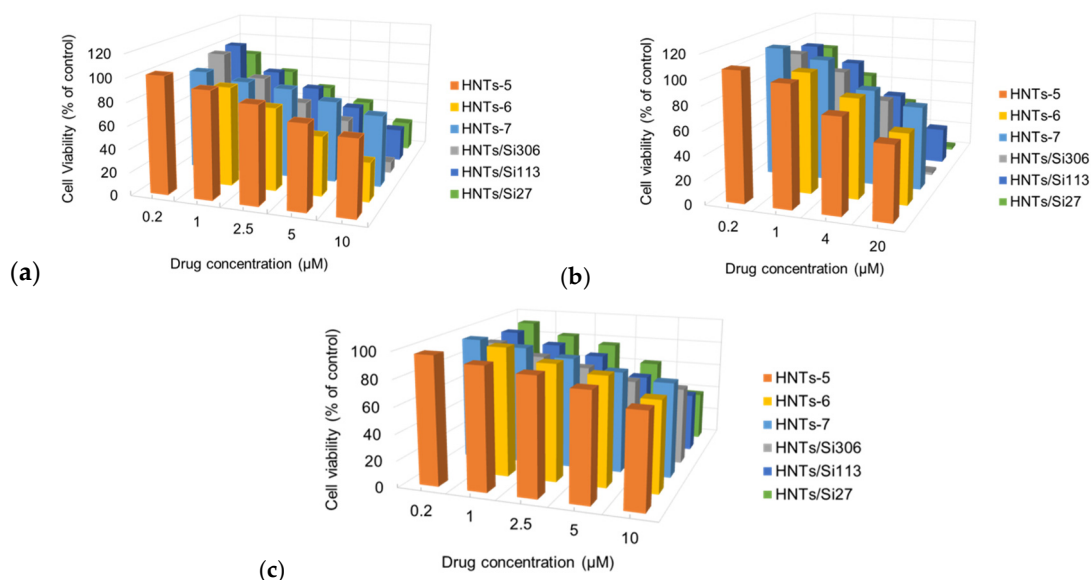 120
100
80
60
40
20
0
Cell Viability (% of control)
0.2 1 2.5 5 10
Drug concentration (µM)
HNTs-5
HNTs-6
HNTs-7
HNTs/Si306
HNTs/Si113
HNTs/Si27
(a)
120
100
80
60
40
20
0
Cell viability (% of control)
0.2 1 4 20
Drug concentration (µM)
HNTs-5
HNTs-6
HNTs-7
HNTs/Si306
HNTs/Si113
HNTs/Si27
(b)
100
80
60
40
20
0
Cell viability (% of control)
0.2 1 2.5 5 10
Drug concentration (µM)
HNTs-5
HNTs-6
HNTs-7
HNTs/Si306
HNTs/Si113
HNTs/Si27
(c)